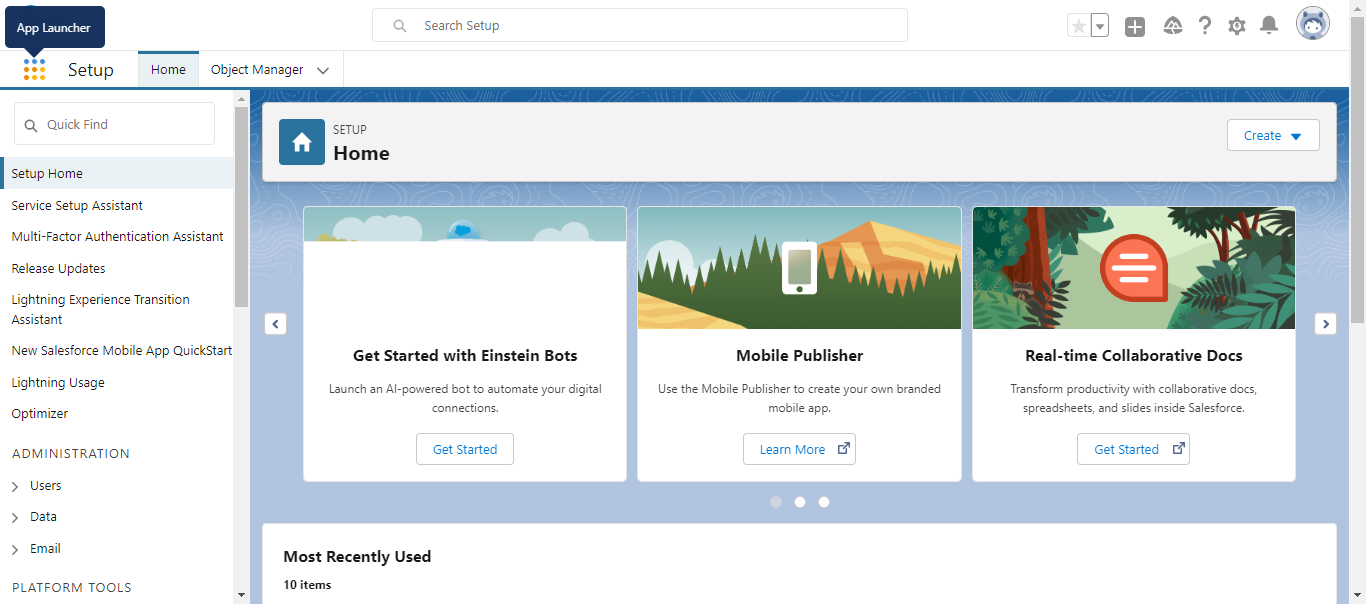 App Launcher
Search Setup
Setup
Home
Object Manager
Quick Find
Setup Home
Service Setup Assistant
Multi-Factor Authentication Assistant
Release Updates
Lightning Experience Transition
Assistant
New Salesforce Mobile App QuickStart
Lightning Usage
Optimizer
ADMINISTRATION
Users
Data
Email
PLATFORM TOOLS
SETUP
Home
Create
Get Started with Einstein Bots
Launch an AI-powered bot to automate your digital
connections.
Get Started
Mobile Publisher
Use the Mobile Publisher to create your own branded
mobile app.
Learn More
Real-time Collaborative Docs
Transform productivity with collaborative docs,
spreadsheets, and slides inside Salesforce.
Get Started
Most Recently Used
10 items